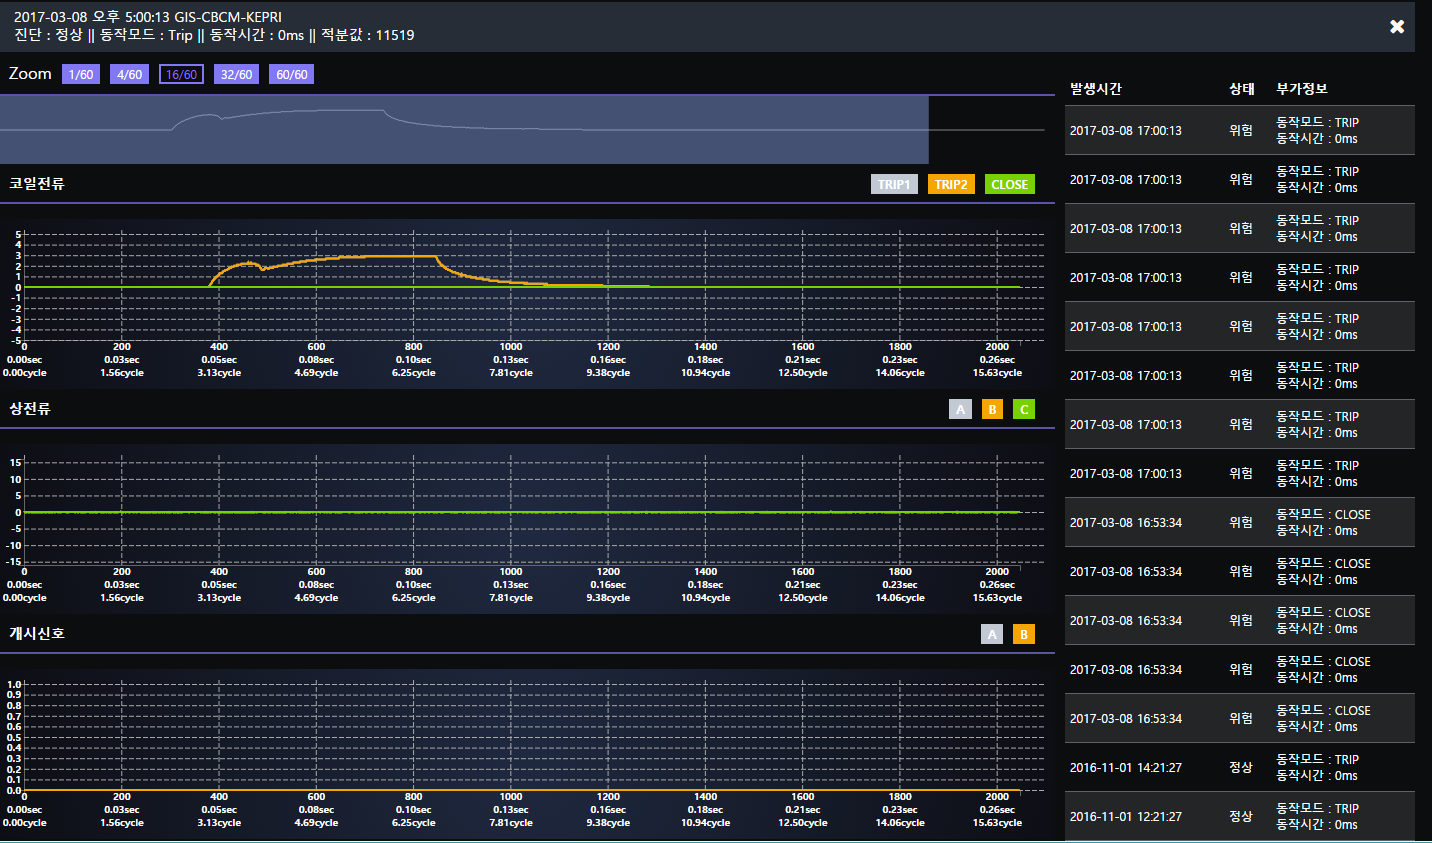 2017-03-08 오후 5:00:13 GIS-CBCM-KEPRI
진단 : 정상 || 동작모드 : Trip || 동작시간 : 0ms || 적분값 : 11519
Zoom 1/60 4/60 16/60 32/60 60/60
코일전류 TRIP1 TRIP2 CLOSE
5
4
3
2
1
0
-1
-2
-3
-4
-5
0 200 400 600 800 1000 1200 1400 1600 1800 2000
0.00sec 0.03sec 0.05sec 0.08sec 0.10sec 0.13sec 0.16sec 0.18sec 0.21sec 0.23sec 0.26sec
0.00cycle 1.56cycle 3.13cycle 4.69cycle 6.25cycle 7.81cycle 9.38cycle 10.94cycle 12.50cycle 14.06cycle 15.63cycle
상전류 A B C
15
10
5
0
-5
-10
-15
0 200 400 600 800 1000 1200 1400 1600 1800 2000
0.00sec 0.03sec 0.05sec 0.08sec 0.10sec 0.13sec 0.16sec 0.18sec 0.21sec 0.23sec 0.26sec
0.00cycle 1.56cycle 3.13cycle 4.69cycle 6.25cycle 7.81cycle 9.38cycle 10.94cycle 12.50cycle 14.06cycle 15.63cycle
개시신호 A B
1.0
0.9
0.8
0.7
0.6
0.5
0.4
0.3
0.2
0.1
0.0
0 200 400 600 800 1000 1200 1400 1600 1800 2000
0.00sec 0.03sec 0.05sec 0.08sec 0.10sec 0.13sec 0.16sec 0.18sec 0.21sec 0.23sec 0.26sec
0.00cycle 1.56cycle 3.13cycle 4.69cycle 6.25cycle 7.81cycle 9.38cycle 10.94cycle 12.50cycle 14.06cycle 15.63cycle
발생시간 상태 부가정보
2017-03-08 17:00:13 위험 동작모드 : TRIP
동작시간 : 0ms
2017-03-08 17:00:13 위험 동작모드 : TRIP
동작시간 : 0ms
2017-03-08 17:00:13 위험 동작모드 : TRIP
동작시간 : 0ms
2017-03-08 17:00:13 위험 동작모드 : TRIP
동작시간 : 0ms
2017-03-08 17:00:13 위험 동작모드 : TRIP
동작시간 : 0ms
2017-03-08 17:00:13 위험 동작모드 : TRIP
동작시간 : 0ms
2017-03-08 17:00:13 위험 동작모드 : TRIP
동작시간 : 0ms
2017-03-08 17:00:13 위험 동작모드 : TRIP
동작시간 : 0ms
2017-03-08 16:53:34 위험 동작모드 : CLOSE
동작시간 : 0ms
2017-03-08 16:53:34 위험 동작모드 : CLOSE
동작시간 : 0ms
2017-03-08 16:53:34 위험 동작모드 : CLOSE
동작시간 : 0ms
2017-03-08 16:53:34 위험 동작모드 : CLOSE
동작시간 : 0ms
2017-03-08 16:53:34 위험 동작모드 : CLOSE
동작시간 : 0ms
2016-11-01 14:21:27 정상 동작모드 : TRIP
동작시간 : 0ms
2016-11-01 12:21:27 정상 동작모드 : TRIP
동작시간 : 0ms